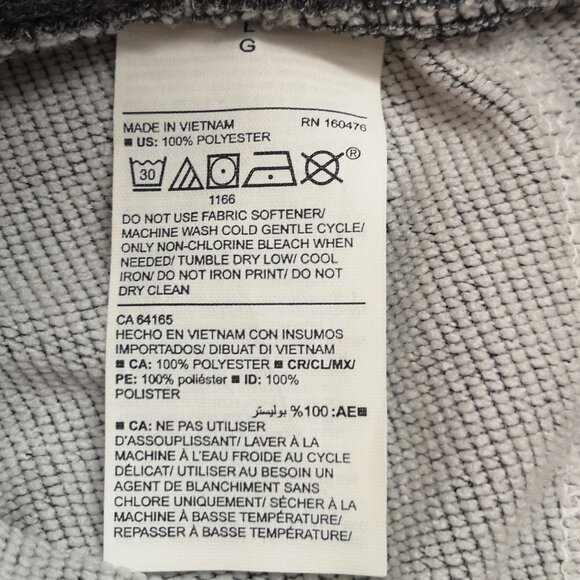 G
MADE IN VIETNAM RN 160476
US: 100% POLYESTER
30
®
1166
DO NOT USE FABRIC SOFTENER/
MACHINE WASH COLD GENTLE CYCLE/
ONLY NON-CHLORINE BLEACH WHEN
NEEDED/ TUMBLE DRY LOW/ COOL
IRON/ DO NOT IRON PRINT/ DO NOT
DRY CLEAN
CA 64165
HECHO EN VIETNAM CON INSUMOS
IMPORTADOS/ DIBUAT DI VIETNAM
■ CA: 100% POLYESTER ■ CR/CL/MX/
PE: 100% poliéster ■ ID: 100%
POLISTER
■AE: 100% بوليستر
■ CA: NE PAS UTILISER
D'ASSOUPLISSANT/ LAVER À LA
MACHINE À L'EAU FROIDE AU CYCLE
DÉLICAT/ UTILISER AU BESOIN UN
AGENT DE BLANCHIMENT SANS
CHLORE UNIQUEMENT/ SÉCHER À LA
MACHINE À BASSE TEMPÉRATURE/
REPASSER À BASSE TEMPÉRATURE/